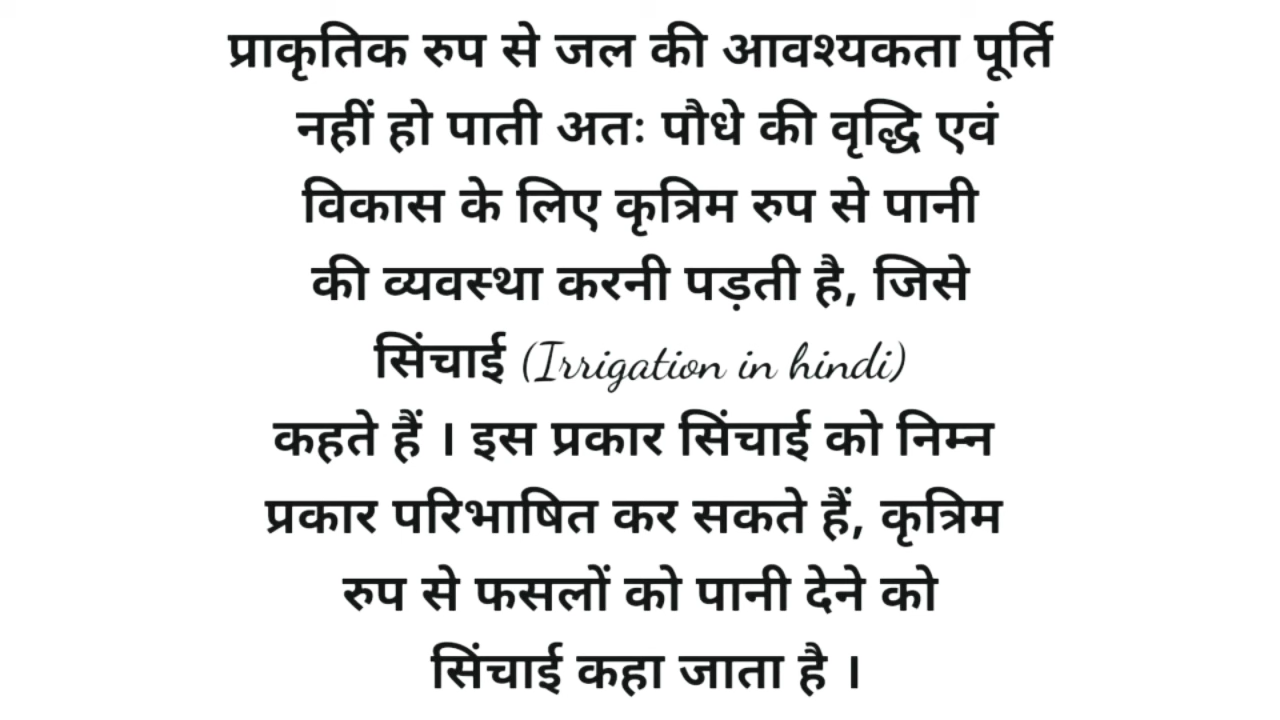 प्राकृतिक रुप से जल की आवश्यकता पूर्ति
नहीं हो पाती अतः पौधे की वृद्धि एवं
विकास के लिए कृत्रिम रुप से पानी
की व्यवस्था करनी पड़ती है, जिसे
सिंचाई (Irrigation in hindi)
कहते हैं । इस प्रकार सिंचाई को निम्न
प्रकार परिभाषित कर सकते हैं, कृत्रिम
रुप से फसलों को पानी देने को
सिंचाई कहा जाता है ।